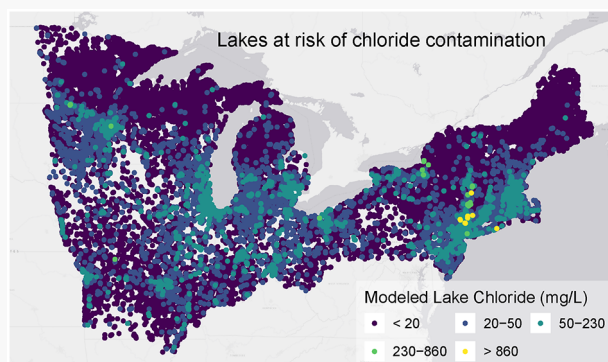 Lakes at risk of chloride contamination
Modeled Lake Chloride (mg/L)
< 20 20−50 50−230
230−860 > 860